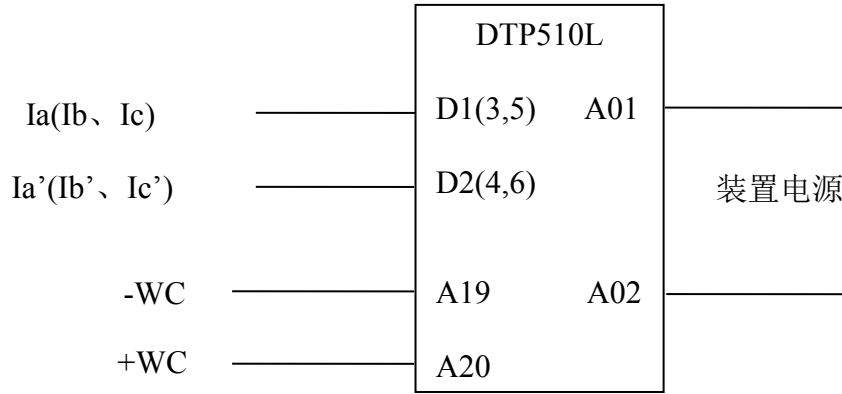 DTP510L
Ia(Ib、Ic) D1(3,5) A01
Ia’(Ib’、Ic’) D2(4,6) 装置电源
-WC A19 A02
+WC A20